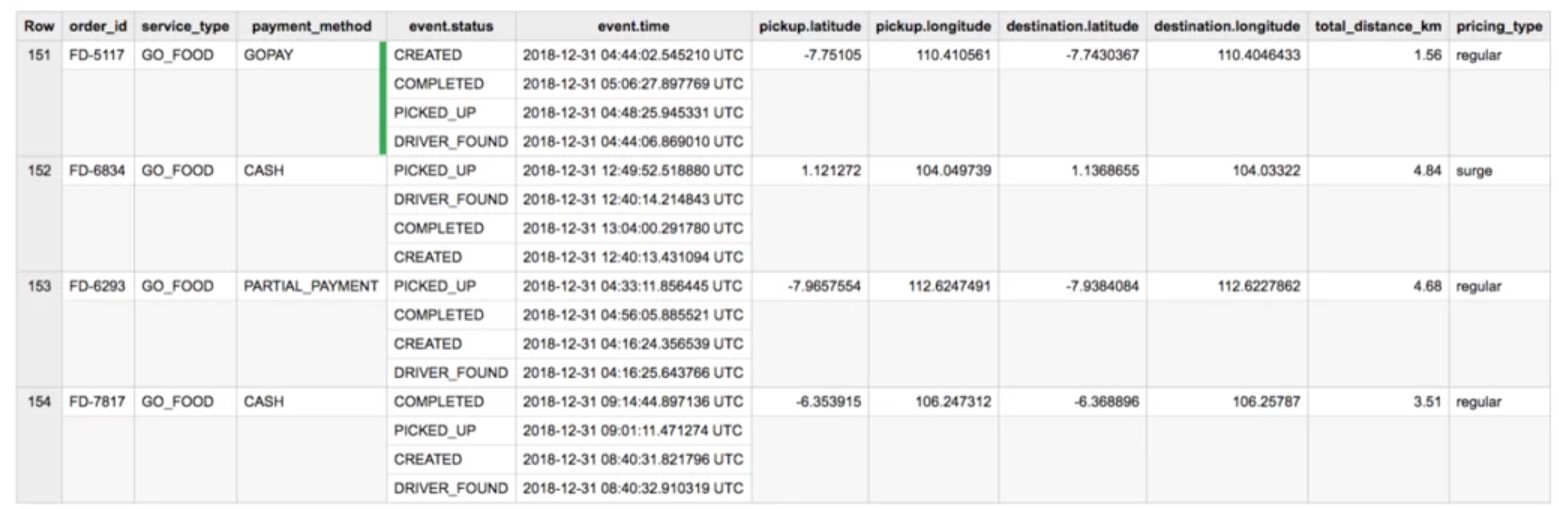 Row order_id service_type payment_method event.status event.time pickup.latitude pickup.longitude destination.latitude destination.longitude total_distance_km pricing_type
151 FD-5117 GO_FOOD GOPAY CREATED 2018-12-31 04:44:02.545210 UTC -7.75105 110.410561 -7.7430367 110.4046433 1.56 regular
COMPLETED 2018-12-31 05:06:27.897769 UTC
PICKED_UP 2018-12-31 04:48:25.945331 UTC
DRIVER_FOUND 2018-12-31 04:44:06.869010 UTC
152 FD-6834 GO_FOOD CASH PICKED_UP 2018-12-31 12:49:52.518880 UTC 1.121272 104.049739 1.1368655 104.03322 4.84 surge
DRIVER_FOUND 2018-12-31 12:40:14.214843 UTC
COMPLETED 2018-12-31 13:04:00.291780 UTC
CREATED 2018-12-31 12:40:13.431094 UTC
153 FD-6293 GO_FOOD PARTIAL_PAYMENT PICKED_UP 2018-12-31 04:33:11.856445 UTC -7.9657554 112.6247491 -7.9384084 112.6227862 4.68 regular
COMPLETED 2018-12-31 04:56:05.885521 UTC
CREATED 2018-12-31 04:16:24.356539 UTC
DRIVER_FOUND 2018-12-31 04:16:25.643766 UTC
154 FD-7817 GO_FOOD CASH COMPLETED 2018-12-31 09:14:44.897136 UTC -6.353915 106.247312 -6.368896 106.25787 3.51 regular
PICKED_UP 2018-12-31 09:01:11.471274 UTC
CREATED 2018-12-31 08:40:31.821796 UTC
DRIVER_FOUND 2018-12-31 08:40:32.910319 UTC